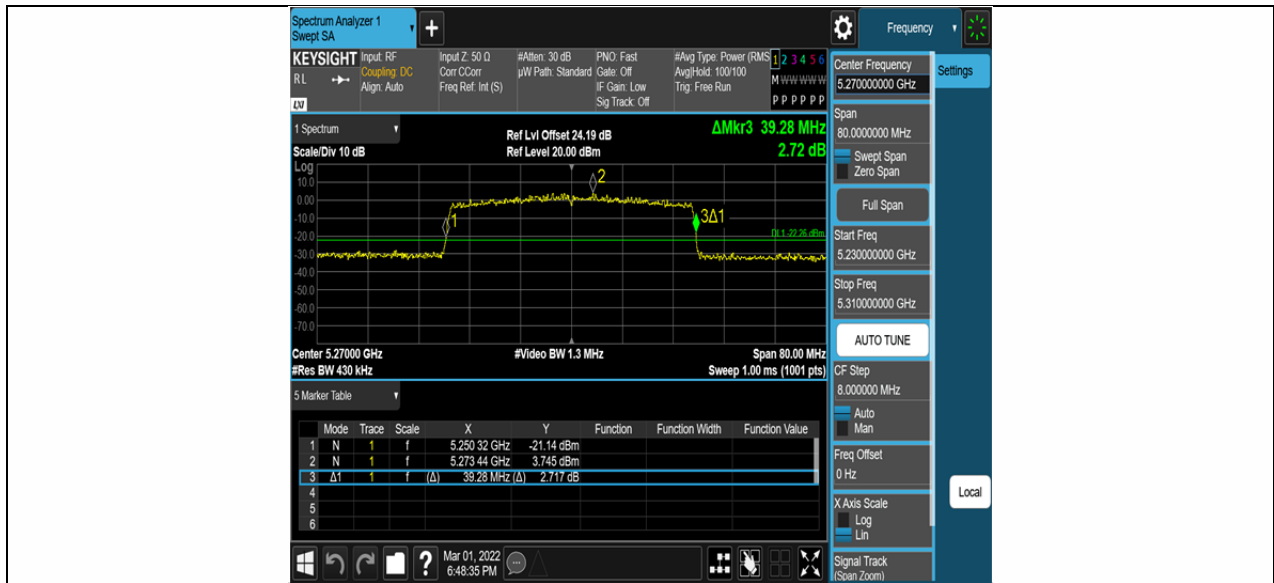 Spectrum Analyzer 1
Swept SA
+
Frequency
KEYSIGHT Input: RF Input Z: 50 Ω #Atten: 30 dB PNO: Fast #Avg Type: Power (RMS 1 2 3 4 5 6
RL Coupling: DC Corr CCorr µW Path: Standard Gate: Off Avg|Hold: 100/100 M W W W W W
Align: Auto Freq Ref: Int (S) IF Gain: Low Trig: Free Run
LXI Sig Track: Off P P P P P P
1 Spectrum
Ref Lvl Offset 24.19 dB ΔMkr3 39.28 MHz
Scale/Div 10 dB Ref Level 20.00 dBm 2.72 dB
Log
10.0
0.00
-10.0
-20.0
-30.0
-40.0
-50.0
-60.0
-70.0
1
2
3Δ1
DL1 -22.26 dBm
Center 5.27000 GHz #Video BW 1.3 MHz Span 80.00 MHz
#Res BW 430 kHz Sweep 1.00 ms (1001 pts)
5 Marker Table
Mode Trace Scale X Y Function Function Width Function Value
1 N 1 f 5.250 32 GHz -21.14 dBm
2 N 1 f 5.273 44 GHz 3.745 dBm
3 Δ1 1 f (Δ) 39.28 MHz (Δ) 2.717 dB
4
5
6
?
Mar 01, 2022
6:48:35 PM
Center Frequency
5.270000000 GHz
Span
80.0000000 MHz
Swept Span
Zero Span
Full Span
Start Freq
5.230000000 GHz
Stop Freq
5.310000000 GHz
AUTO TUNE
CF Step
8.000000 MHz
Auto
Man
Freq Offset
0 Hz
X Axis Scale
Log
Lin
Signal Track
(Span Zoom)
Settings
Local